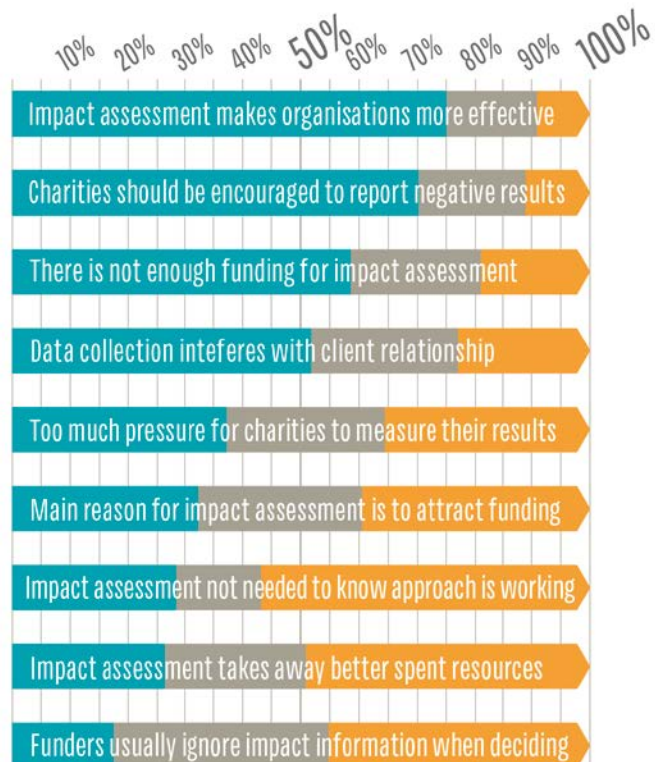 10% 20% 30% 40% 50% 60% 70% 80% 90% 100%
Impact assessment makes organisations more effective
Charities should be encouraged to report negative results
There is not enough funding for impact assessment
Data collection inteferes with client relationship
Too much pressure for charities to measure their results
Main reason for impact assessment is to attract funding
Impact assessment not needed to know approach is working
Impact assessment takes away better spent resources
Funders usually ignore impact information when deciding